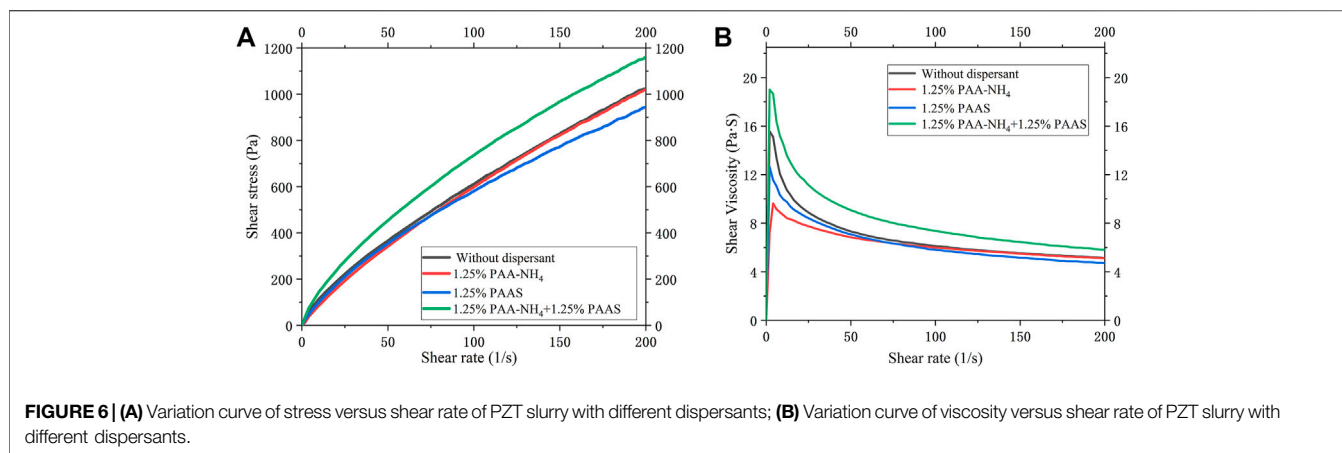 A
0 50 100 150 200
1200 1200
1000 1000
800 800
600 600
400 400
200 200
0 0
0 50 100 150 200
Shear stress (Pa)
Shear rate (1/s)
Without dispersant
1.25% PAA-NH₄
1.25% PAAS
1.25% PAA-NH₄+1.25% PAAS
B
0 50 100 150 200
20 20
16 16
12 12
8 8
4 4
0 0
0 50 100 150 200
Shear Viscosity (Pa·S)
Shear rate (1/s)
Without dispersant
1.25% PAA-NH₄
1.25% PAAS
1.25% PAA-NH₄+1.25% PAAS
FIGURE 6 | (A) Variation curve of stress versus shear rate of PZT slurry with different dispersants; (B) Variation curve of viscosity versus shear rate of PZT slurry with
different dispersants.